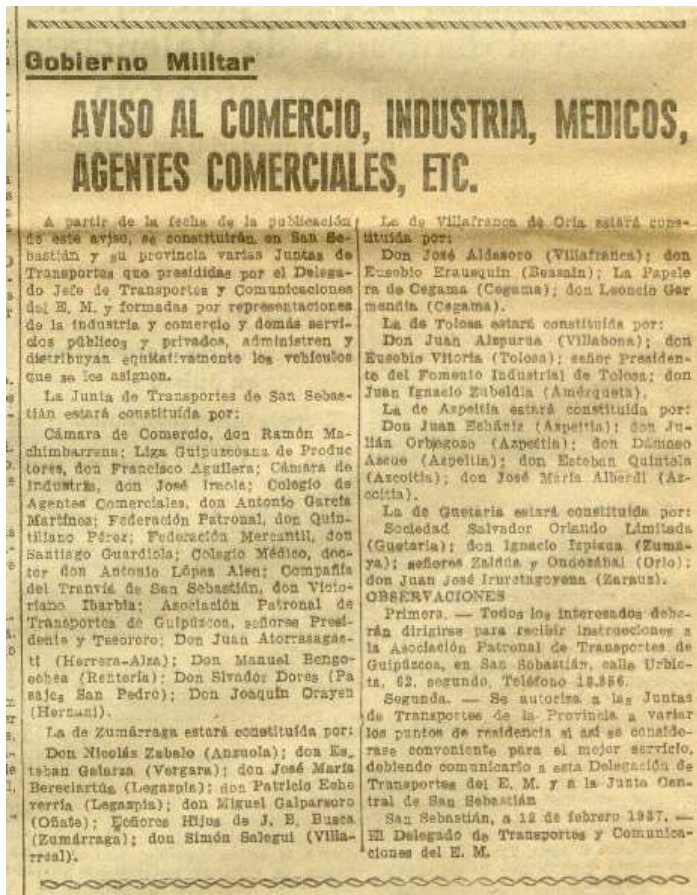 Gobierno Militar
AVISO AL COMERCIO, INDUSTRIA, MEDICOS,
AGENTES COMERCIALES, ETC.
A partir de la fecha de la publicación
de este aviso, se constituirán en San Se-
bastián y su provincia varias Juntas de
Transportes que presididas por el Delega-
do Jefe de Transportes y Comunicaciones
del E. M. y formadas por representaciones
de la industria y comercio y demás servi-
cios públicos y privados, administren y
distribuyan equitativamente los vehículos
que se les asignen.
La Junta de Transportes de San Sebas-
tián estará constituída por:
Cámara de Comercio, don Ramón Ma-
chimbarrena; Liga Guipuzcoana de Produc
tores, don Francisco Aguilera; Cámara de
Industria, don José Imola; Colegio de
Agentes Comerciales, don Antonio García
Martínez; Federación Patronal, don Quin-
tiliano Pérez; Federación Mercantil, don
Santiago Guardiola; Colegio Médico, doc-
tor don Antonio López Alen; Compañía
del Tranvía de San Sebastián, don Victo-
riano Ibarbia; Asociación Patronal de
Transportes de Guipúzcoa, señores Presi-
dente y Tesorero; Don Juan Atorrasagas-
ti (Herrera-Alza); Don Manuel Bengo-
echea (Rentería); Don Slvador Dores (Pa
sajes San Pedro); Don Joaquín Orayen
(Hernani).
La de Zumárraga estará constituída por:
Don Nicolás Zabalo (Anzuola); don Es-
teban Galarza (Vergara); don José María
Bereciartúa (Legazpia); don Patricio Eche
verría (Legazpia); don Miguel Galparsoro
(Oñate); Señores Hijos de J. B. Busca
(Zumárraga); don Simón Salegui (Villa-
rreal).
La de Villafranca de Oria estará cons-
tituída por:
Don José Aldasoro (Villafranca); don
Eusebio Erausquin (Beasain); La Papele
ra de Cegama (Cegama); don Leoncio Gar
mendia (Cegama).
La de Tolosa estará constituída por:
Don Juan Aizpurua (Villabona); don
Eusebio Vitoria (Tolosa); señor Presiden-
te del Fomento Industrial de Tolosa; don
Juan Ignacio Zubeldia (Amézqueta).
La de Azpeitia estará constituída por:
Don Juan Echániz (Azpeitia); don Ju-
lián Orbegozo (Azpeitia); don Dámaso
Azcue (Azpeitia); don Esteban Quintela
(Azcoitia); don José María Alberdi (Az-
coitia).
La de Guetaria estará constituída por:
Sociedad Salvador Orlando Limitada
(Guetaria); don Ignacio Izpizua (Zuma-
ya); señores Zaldúa y Ondozábal (Orio);
don Juan José Iruretagoyena (Zarauz).
OBSERVACIONES
Primera. — Todos los interesados debe-
rán dirigirse para recibir instrucciones a
la Asociación Patronal de Transportes de
Guipúzcoa, en San Sebastián, calle Urbie-
ta, 62, segundo. Teléfono 12.856.
Segunda. — Se autoriza a las Juntas
de Transportes de la Provincia a variar
los puntos de residencia si así se conside-
rase conveniente para el mejor servicio,
debiendo comunicarlo a esta Delegación de
Transportes del E. M. y a la Junta Cen-
tral de San Sebastián
San Sebastián, a 12 de febrero 1937. —
El Delegado de Transportes y Comunica-
ciones del E. M.